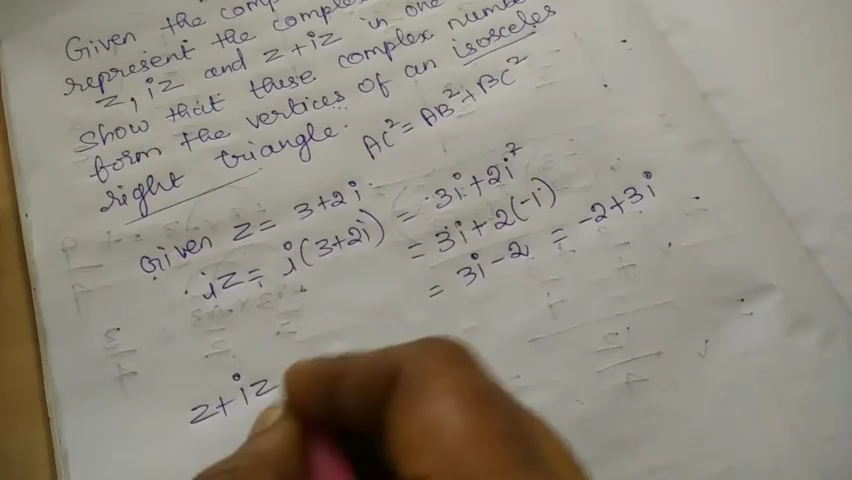 Given the comp
represent the complex
z, iz and z+iz in one
show that these complex numbe
form the vertices of an isosceles
right triangle.
AC² = AB² + BC²
Given z = 3+2i
iz = i(3+2i) = 3i+2i²
= 3i+2(-1)
= 3i-2 = -2+3i
z+iz